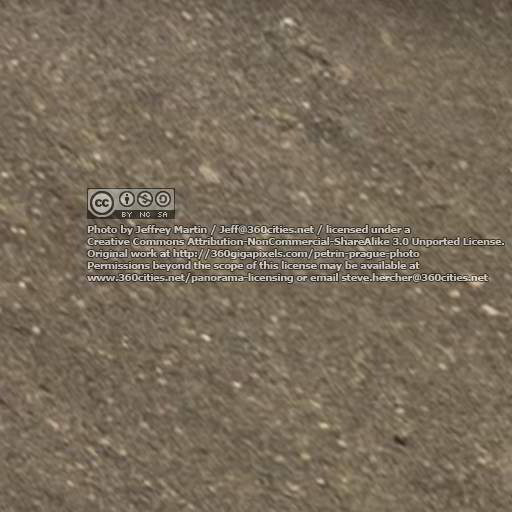 cc
BY NC SA
Photo by Jeffrey Martin / Jeff@360cities.net / licensed under a
Creative Commons Attribution-NonCommercial-ShareAlike 3.0 Unported License.
Original work at http://360gigapixels.com/petrin-prague-photo
Permissions beyond the scope of this license may be available at
www.360cities.net/panorama-licensing or email steve.hercher@360cities.net